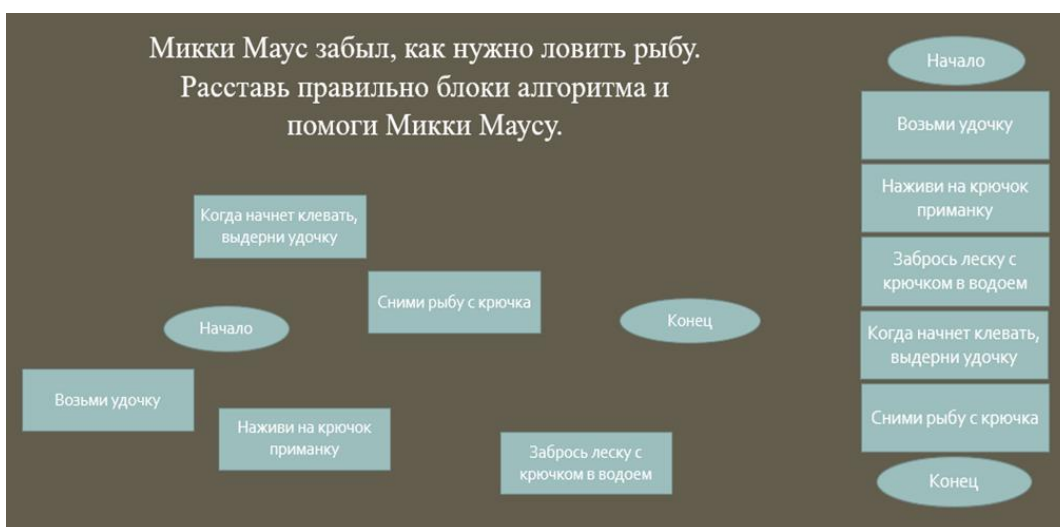 Микки Маус забыл, как нужно ловить рыбу.
Расставь правильно блоки алгоритма и
помоги Микки Маусу.
Когда начнет клевать,
выдерни удочку
Сними рыбу с крючка
Начало
Конец
Возьми удочку
Наживи на крючок
приманку
Забрось леску с
крючком в водоем
Начало
Возьми удочку
Наживи на крючок
приманку
Забрось леску с
крючком в водоем
Когда начнет клевать,
выдерни удочку
Сними рыбу с крючка
Конец